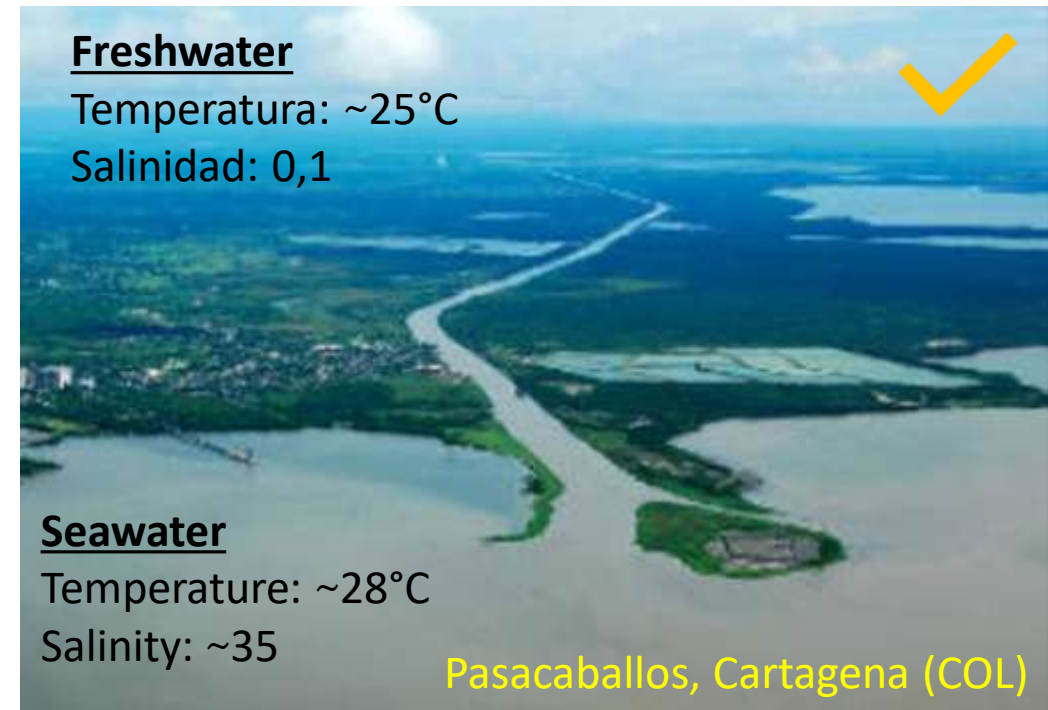 Freshwater
Temperatura: ~25°C
Salinidad: 0,1
Seawater
Temperature: ~28°C
Salinity: ~35
Pasacaballos, Cartagena (COL)